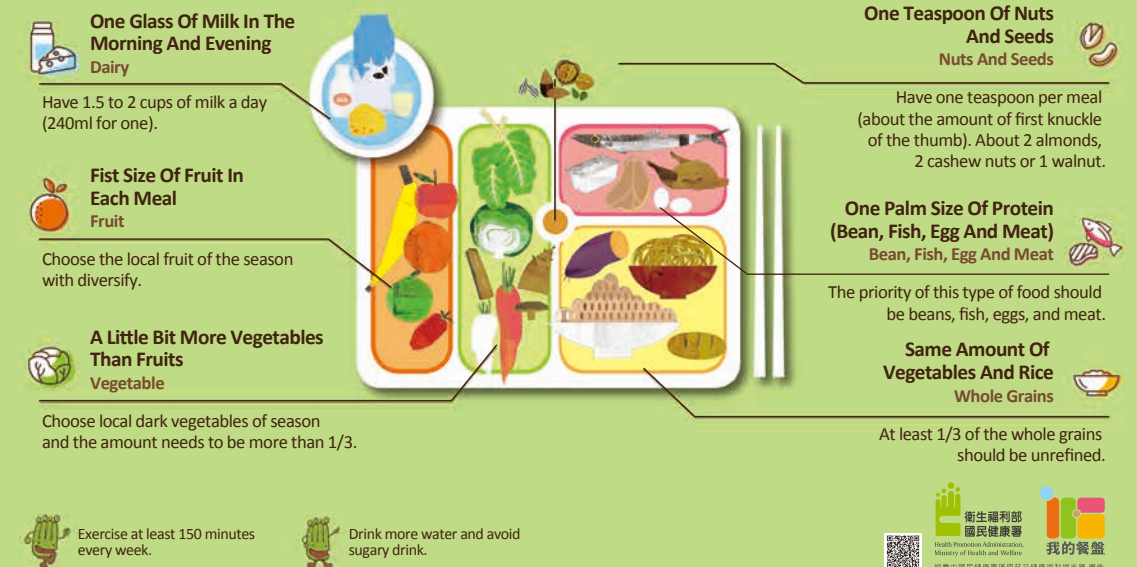 One Glass Of Milk In The
Morning And Evening
Dairy
Have 1.5 to 2 cups of milk a day
(240ml for one).
Fist Size Of Fruit In
Each Meal
Fruit
Choose the local fruit of the season
with diversify.
A Little Bit More Vegetables
Than Fruits
Vegetable
Choose local dark vegetables of season
and the amount needs to be more than 1/3.
One Teaspoon Of Nuts
And Seeds
Nuts And Seeds
Have one teaspoon per meal
(about the amount of first knuckle
of the thumb). About 2 almonds,
2 cashew nuts or 1 walnut.
One Palm Size Of Protein
(Bean, Fish, Egg And Meat)
Bean, Fish, Egg And Meat
The priority of this type of food should
be beans, fish, eggs, and meat.
Same Amount Of
Vegetables And Rice
Whole Grains
At least 1/3 of the whole grains
should be unrefined.
Exercise at least 150 minutes
every week.
Drink more water and avoid
sugary drink.
衛生福利部
國民健康署
Health Promotion Administration,
Ministry of Health and Welfare
我的餐盤